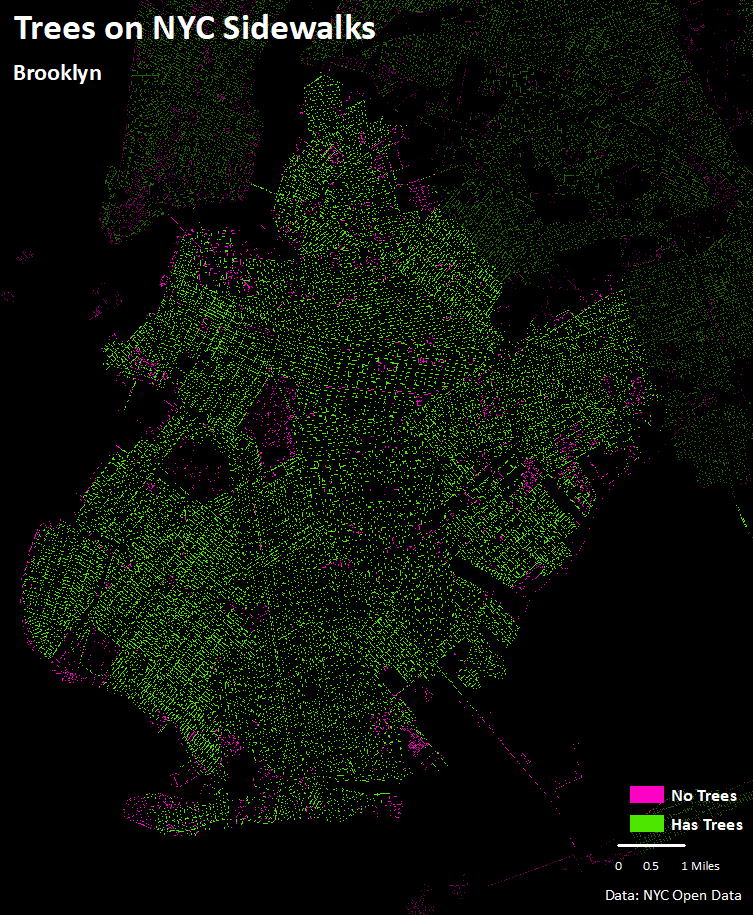 Trees on NYC Sidewalks
Brooklyn
No Trees
Has Trees
0 0.5 1 Miles
Data: NYC Open Data